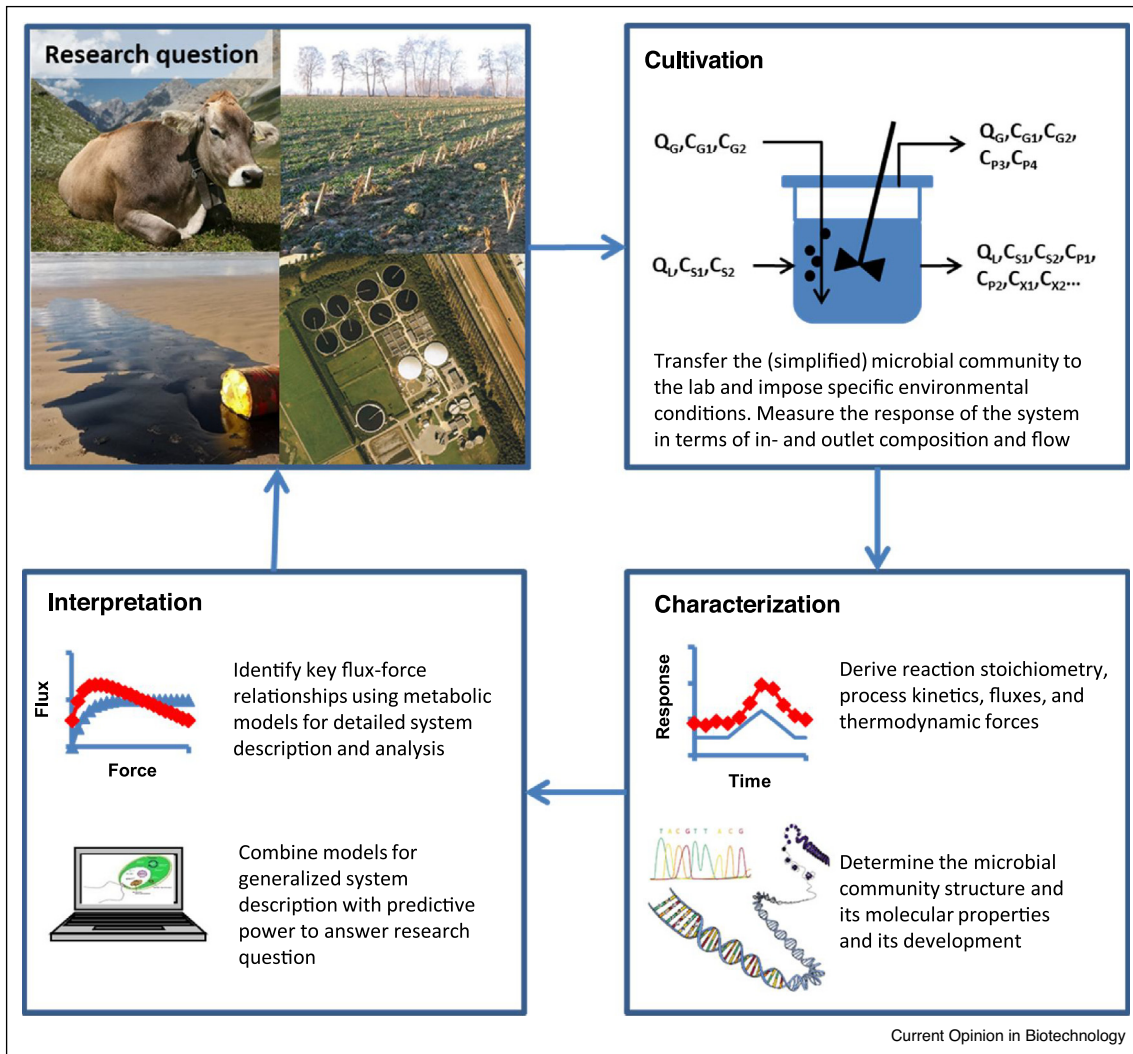 Research question
Cultivation
Q_G,C_G1,C_G2
Q_G,C_G1,C_G2,
C_P3,C_P4
Q_L,C_S1,C_S2
Q_L,C_S1,C_S2,C_P1,
C_P2,C_X1,C_X2...
Transfer the (simplified) microbial community to
the lab and impose specific environmental
conditions. Measure the response of the system
in terms of in- and outlet composition and flow
Interpretation
Flux
Force
Identify key flux-force
relationships using metabolic
models for detailed system
description and analysis
Combine models for
generalized system
description with predictive
power to answer research
question
Characterization
Response
Time
Derive reaction stoichiometry,
process kinetics, fluxes, and
thermodynamic forces
T A C G T T A C G
Determine the microbial
community structure and
its molecular properties
and its development
Current Opinion in Biotechnology